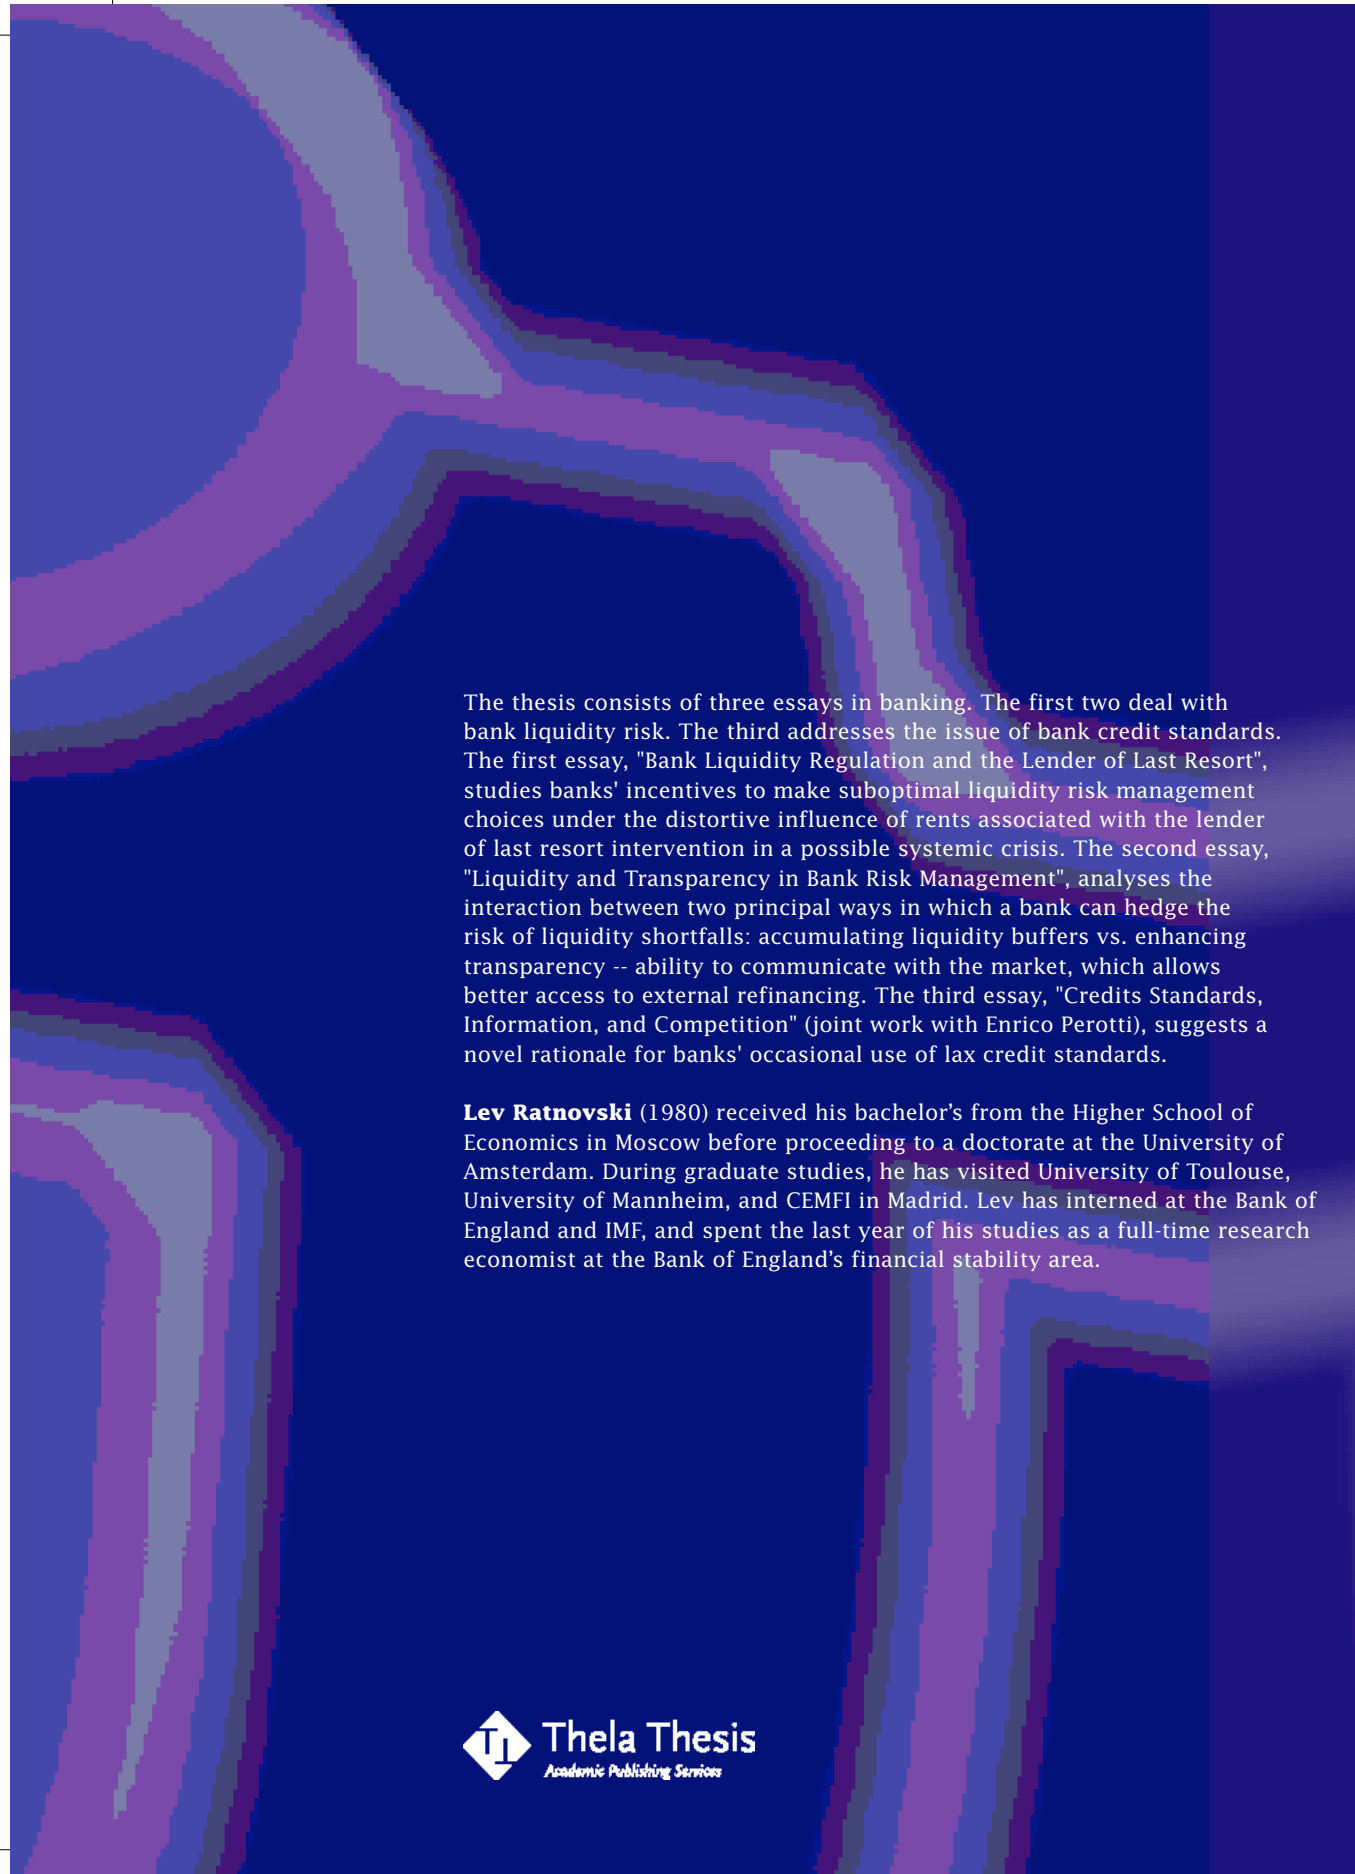 The thesis consists of three essays in banking. The first two deal with
bank liquidity risk. The third addresses the issue of bank credit standards.
The first essay, "Bank Liquidity Regulation and the Lender of Last Resort",
studies banks' incentives to make suboptimal liquidity risk management
choices under the distortive influence of rents associated with the lender
of last resort intervention in a possible systemic crisis. The second essay,
"Liquidity and Transparency in Bank Risk Management", analyses the
interaction between two principal ways in which a bank can hedge the
risk of liquidity shortfalls: accumulating liquidity buffers vs. enhancing
transparency -- ability to communicate with the market, which allows
better access to external refinancing. The third essay, "Credits Standards,
Information, and Competition" (joint work with Enrico Perotti), suggests a
novel rationale for banks' occasional use of lax credit standards.
Lev Ratnovski (1980) received his bachelor's from the Higher School of
Economics in Moscow before proceeding to a doctorate at the University of
Amsterdam. During graduate studies, he has visited University of Toulouse,
University of Mannheim, and CEMFI in Madrid. Lev has interned at the Bank of
England and IMF, and spent the last year of his studies as a full-time research
economist at the Bank of England's financial stability area.
Thela Thesis
Academic Publishing Services